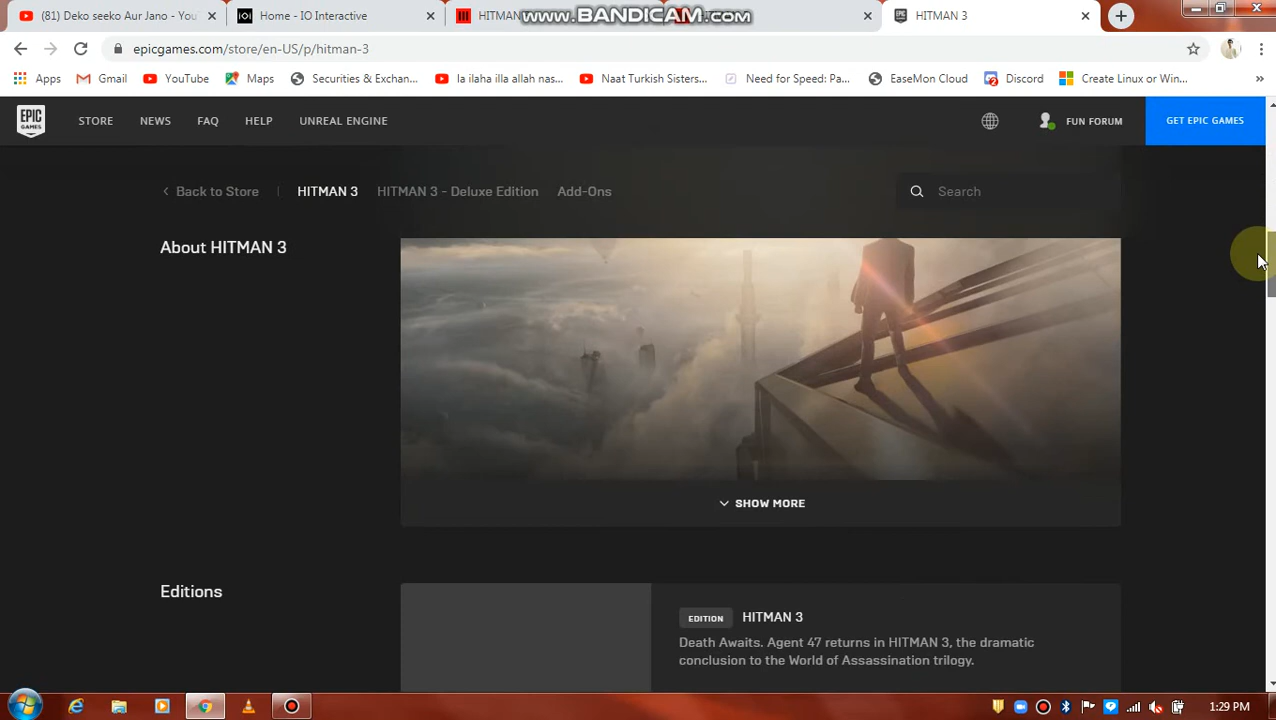 (81) Deko seeko Aur Jano - You
Home - IO Interactive
HITMAN
www.BANDICAM.com
HITMAN 3
epicgames.com/store/en-US/p/hitman-3
Apps
Gmail
YouTube
Maps
Securities & Exchan...
la ilaha illa allah nas...
Naat Turkish Sisters...
Need for Speed: Pa...
EaseMon Cloud
Discord
Create Linux or Win...
»
EPIC GAMES
STORE
NEWS
FAQ
HELP
UNREAL ENGINE
FUN FORUM
GET EPIC GAMES
Back to Store
HITMAN 3
HITMAN 3 - Deluxe Edition
Add-Ons
Search
About HITMAN 3
SHOW MORE
Editions
EDITION
HITMAN 3
Death Awaits. Agent 47 returns in HITMAN 3, the dramatic
conclusion to the World of Assassination trilogy.
1:29 PM